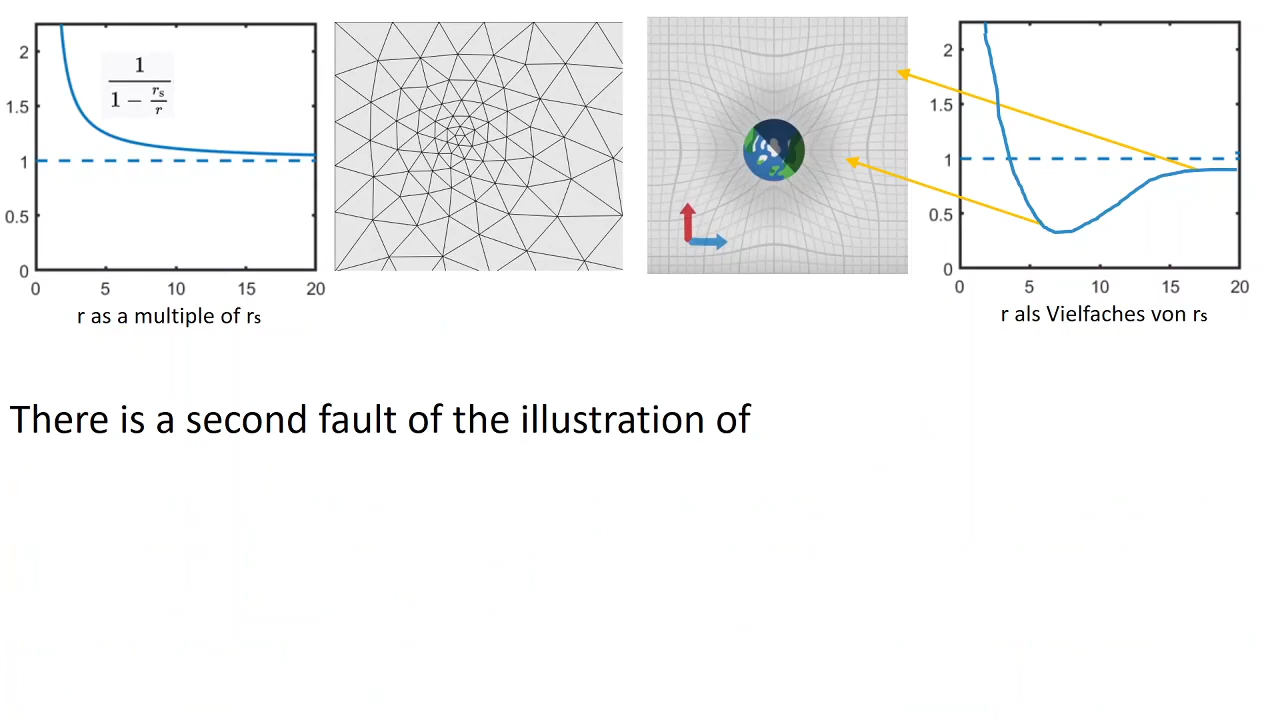 2
1.5
1
0.5
0
0 5 10 15 20
1
1 − rs
r
r as a multiple of rs
2
1.5
1
0.5
0
0 5 10 15 20
r als Vielfaches von rs
There is a second fault of the illustration of